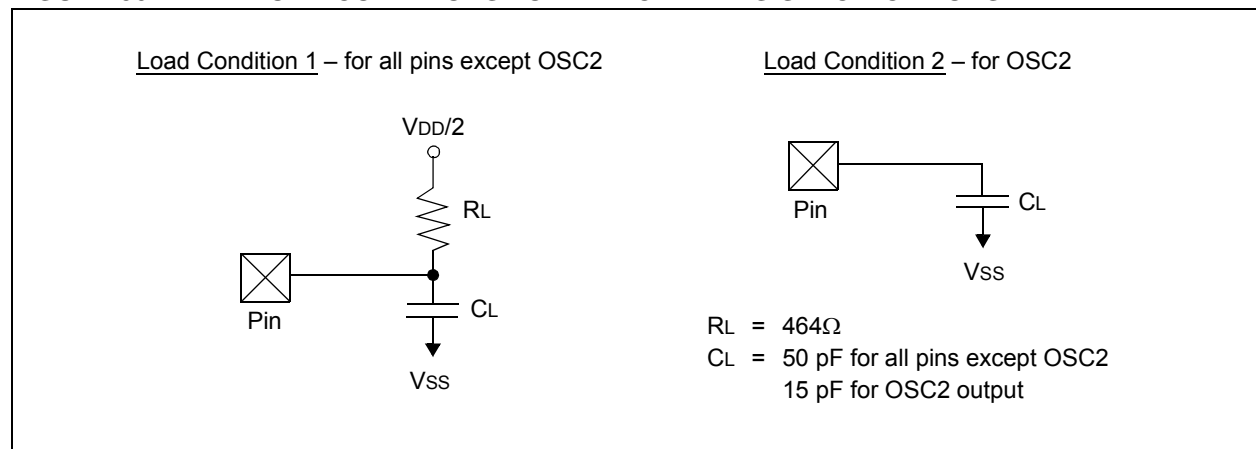 Load Condition 1 – for all pins except OSC2
VDD/2
RL
Pin
CL
VSS
Load Condition 2 – for OSC2
Pin
CL
VSS
RL = 464Ω
CL = 50 pF for all pins except OSC2
15 pF for OSC2 output